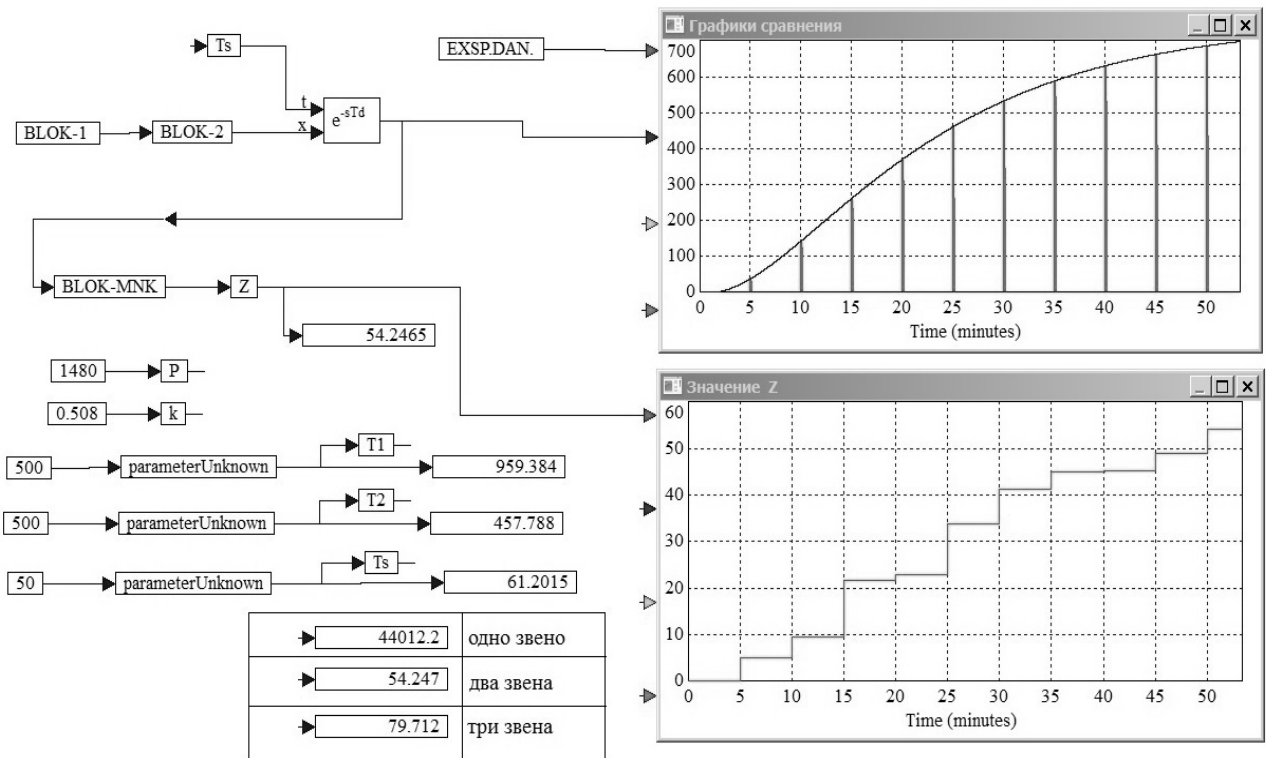 Ts
EXSP.DAN.
t
BLOK-1
BLOK-2
x
e^-sTd
BLOK-MNK
Z
54.2465
1480
P
0.508
k
500
parameterUnknown
T1
959.384
500
parameterUnknown
T2
457.788
50
parameterUnknown
Ts
61.2015
44012.2 одно звено
54.247 два звена
79.712 три звена
Графики сравнения
700
600
500
400
300
200
100
0
0 5 10 15 20 25 30 35 40 45 50
Time (minutes)
Значение Z
60
50
40
30
20
10
0
0 5 10 15 20 25 30 35 40 45 50
Time (minutes)